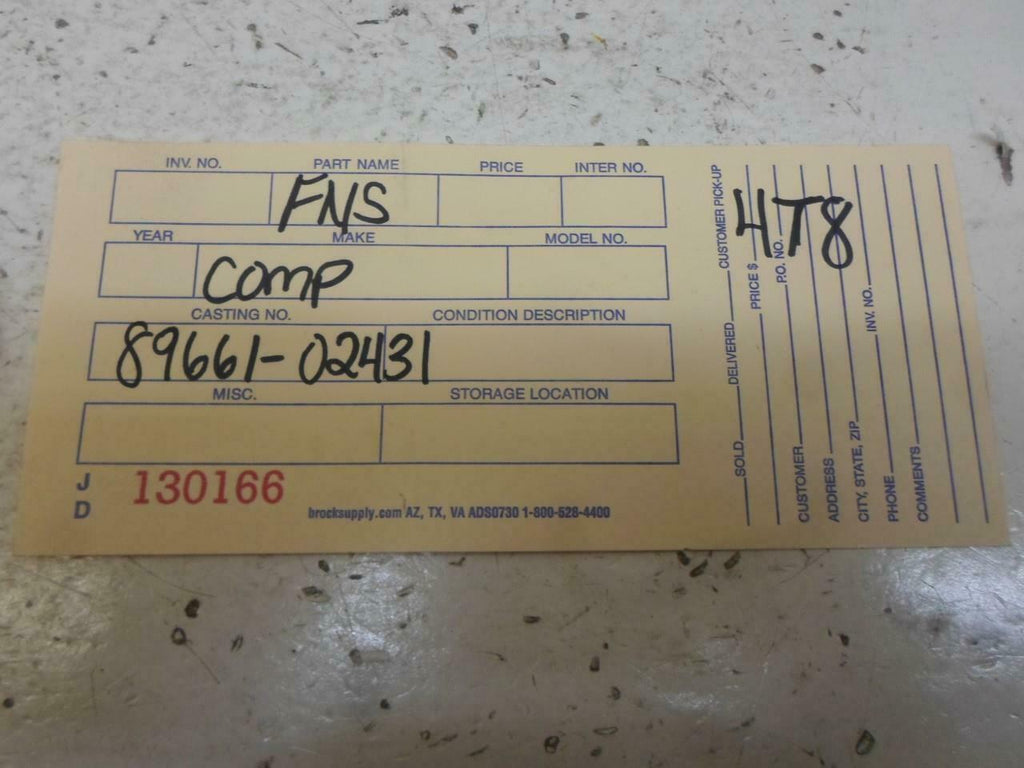 INV. NO. PART NAME PRICE INTER NO.
FNS
YEAR MAKE MODEL NO.
Comp
CASTING NO. CONDITION DESCRIPTION
89661-02431
MISC. STORAGE LOCATION
J
D
130166
brocksupply.com AZ, TX, VA ADS0730 1-800-528-4400
4T8
SOLD DELIVERED CUSTOMER PICK-UP
PRICE $
P.O. NO.
CUSTOMER
ADDRESS
CITY, STATE, ZIP
INV. NO.
PHONE
COMMENTS